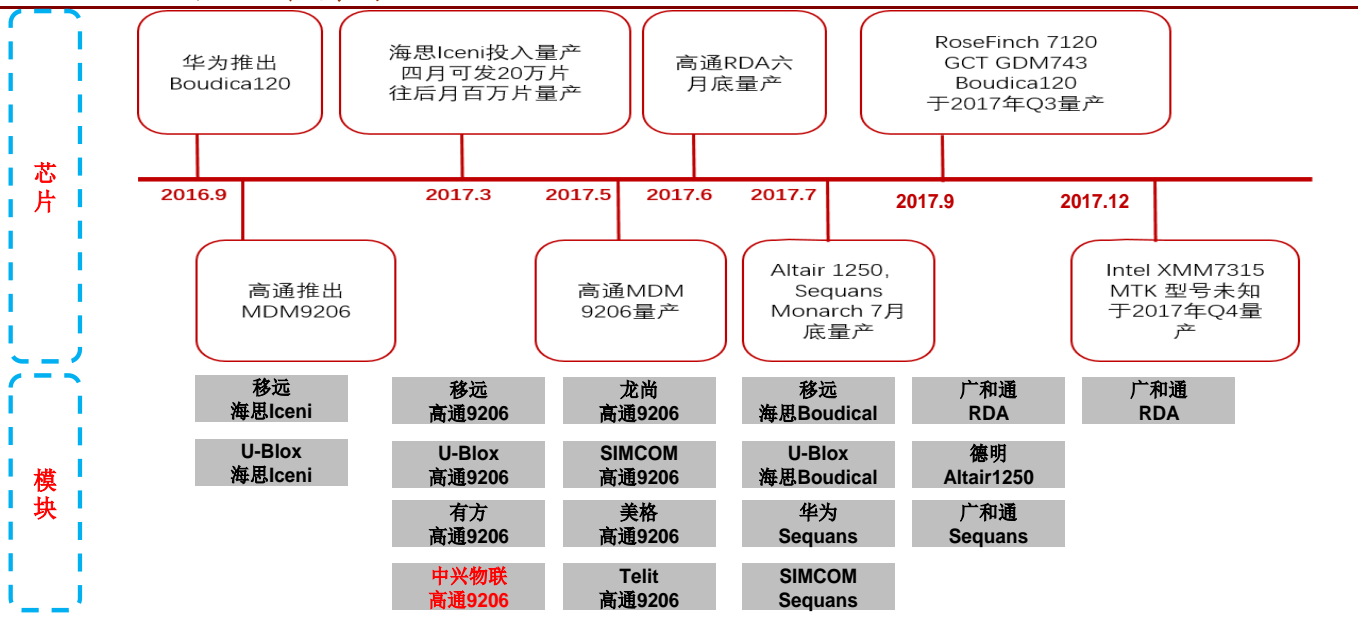 华为推出
Boudica120
海思Iceni投入量产
四月可发20万片
往后月百万片量产
高通RDA六
月底量产
RoseFinch 7120
GCT GDM743
Boudica120
于2017年Q3量产
芯
片
2016.9
2017.3
2017.5
2017.6
2017.7
2017.9
2017.12
高通推出
MDM9206
高通MDM
9206量产
Altair 1250,
Sequans
Monarch 7月
底量产
Intel XMM7315
MTK 型号未知
于2017年Q4量
产
模
块
移远
海思Iceni
移远
高通9206
龙尚
高通9206
移远
海思Boudical
广和通
RDA
广和通
RDA
U-Blox
海思Iceni
U-Blox
高通9206
SIMCOM
高通9206
U-Blox
海思Boudical
德明
Altair1250
有方
高通9206
美格
高通9206
华为
Sequans
广和通
Sequans
中兴物联
高通9206
Telit
高通9206
SIMCOM
Sequans